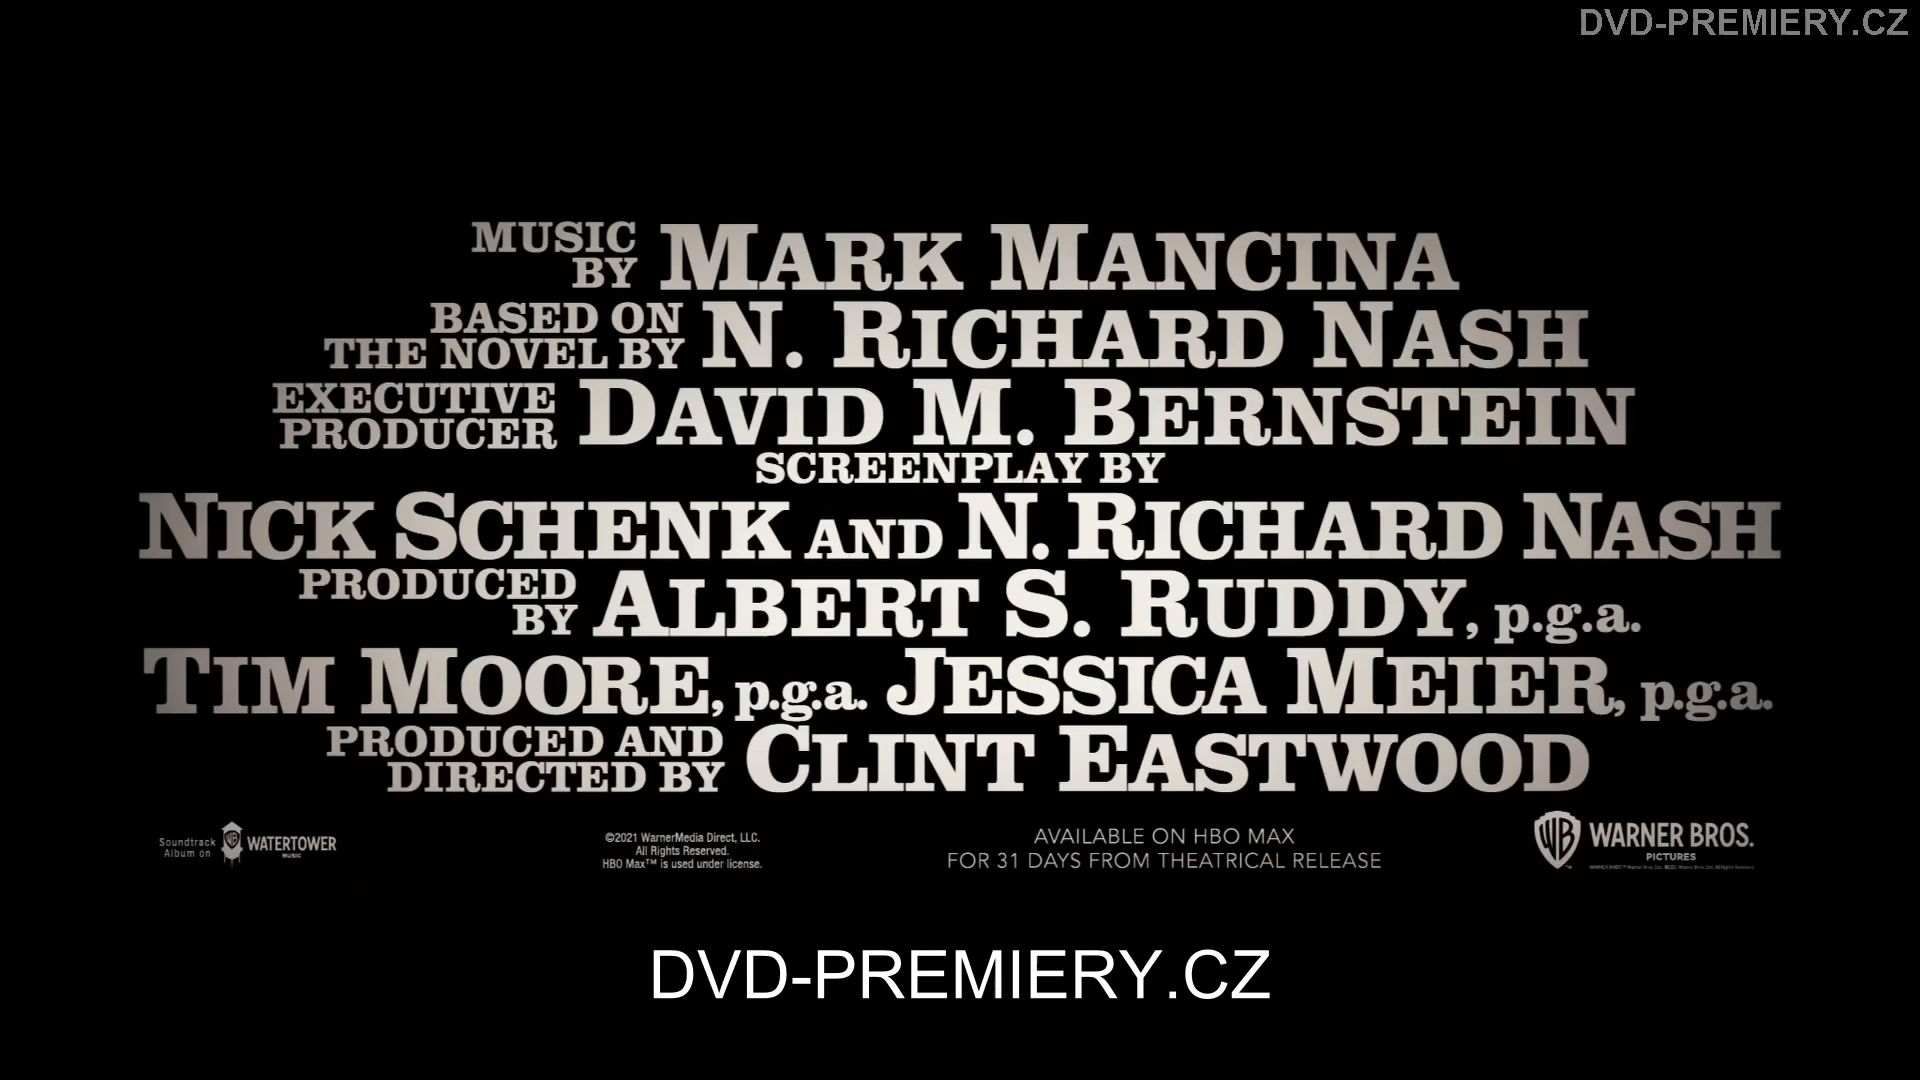 DVD-PREMIERY.CZ
MUSIC BY MARK MANCINA
BASED ON THE NOVEL BY N. RICHARD NASH
EXECUTIVE PRODUCER DAVID M. BERNSTEIN
SCREENPLAY BY
NICK SCHENK AND N. RICHARD NASH
PRODUCED BY ALBERT S. RUDDY, p.g.a.
TIM MOORE, p.g.a. JESSICA MEIER, p.g.a.
PRODUCED AND DIRECTED BY CLINT EASTWOOD
Soundtrack
Album on
WB WATERTOWER
MUSIC
©2021 WarnerMedia Direct, LLC.
All Rights Reserved.
HBO Max™ is used under license.
AVAILABLE ON HBO MAX
FOR 31 DAYS FROM THEATRICAL RELEASE
WB WARNER BROS.
PICTURES
DVD-PREMIERY.CZ